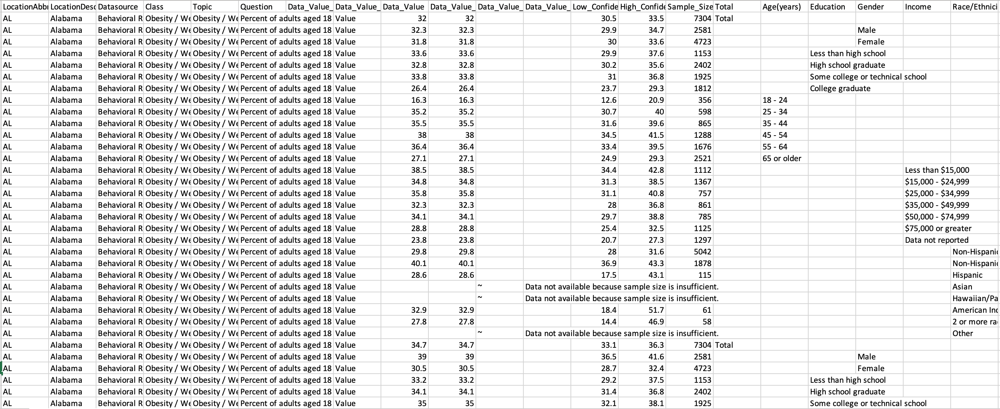 LocationAbbr LocationDesc Datasource Class Topic Question Data_Value_ Data_Value_ Data_Value Data_Value_ Data_Value_ Data_Value_ Low_Confide High_Confide Sample_Size Total Age(years) Education Gender Income Race/Ethnici
AL Alabama Behavioral R Obesity / We Obesity / We Percent of adults aged 18 Value 32 32 30.5 33.5 7304 Total
AL Alabama Behavioral R Obesity / We Obesity / We Percent of adults aged 18 Value 32.3 32.3 29.9 34.7 2581 Male
AL Alabama Behavioral R Obesity / We Obesity / We Percent of adults aged 18 Value 31.8 31.8 30 33.6 4723 Female
AL Alabama Behavioral R Obesity / We Obesity / We Percent of adults aged 18 Value 33.6 33.6 29.9 37.6 1153 Less than high school
AL Alabama Behavioral R Obesity / We Obesity / We Percent of adults aged 18 Value 32.8 32.8 30.2 35.6 2402 High school graduate
AL Alabama Behavioral R Obesity / We Obesity / We Percent of adults aged 18 Value 33.8 33.8 31 36.8 1925 Some college or technical school
AL Alabama Behavioral R Obesity / We Obesity / We Percent of adults aged 18 Value 26.4 26.4 23.7 29.3 1812 College graduate
AL Alabama Behavioral R Obesity / We Obesity / We Percent of adults aged 18 Value 16.3 16.3 12.6 20.9 356 18 - 24
AL Alabama Behavioral R Obesity / We Obesity / We Percent of adults aged 18 Value 35.2 35.2 30.7 40 598 25 - 34
AL Alabama Behavioral R Obesity / We Obesity / We Percent of adults aged 18 Value 35.5 35.5 31.6 39.6 865 35 - 44
AL Alabama Behavioral R Obesity / We Obesity / We Percent of adults aged 18 Value 38 38 34.5 41.5 1288 45 - 54
AL Alabama Behavioral R Obesity / We Obesity / We Percent of adults aged 18 Value 36.4 36.4 33.4 39.5 1676 55 - 64
AL Alabama Behavioral R Obesity / We Obesity / We Percent of adults aged 18 Value 27.1 27.1 24.9 29.3 2521 65 or older
AL Alabama Behavioral R Obesity / We Obesity / We Percent of adults aged 18 Value 38.5 38.5 34.4 42.8 1112 Less than $15,000
AL Alabama Behavioral R Obesity / We Obesity / We Percent of adults aged 18 Value 34.8 34.8 31.3 38.5 1367 $15,000 - $24,999
AL Alabama Behavioral R Obesity / We Obesity / We Percent of adults aged 18 Value 35.8 35.8 31.1 40.8 757 $25,000 - $34,999
AL Alabama Behavioral R Obesity / We Obesity / We Percent of adults aged 18 Value 32.3 32.3 28 36.8 861 $35,000 - $49,999
AL Alabama Behavioral R Obesity / We Obesity / We Percent of adults aged 18 Value 34.1 34.1 29.7 38.8 785 $50,000 - $74,999
AL Alabama Behavioral R Obesity / We Obesity / We Percent of adults aged 18 Value 28.8 28.8 25.4 32.5 1125 $75,000 or greater
AL Alabama Behavioral R Obesity / We Obesity / We Percent of adults aged 18 Value 23.8 23.8 20.7 27.3 1297 Data not reported
AL Alabama Behavioral R Obesity / We Obesity / We Percent of adults aged 18 Value 29.8 29.8 28 31.6 5042 Non-Hispanic
AL Alabama Behavioral R Obesity / We Obesity / We Percent of adults aged 18 Value 40.1 40.1 36.9 43.3 1878 Non-Hispanic
AL Alabama Behavioral R Obesity / We Obesity / We Percent of adults aged 18 Value 28.6 28.6 17.5 43.1 115 Hispanic
AL Alabama Behavioral R Obesity / We Obesity / We Percent of adults aged 18 Value ~ Data not available because sample size is insufficient. Asian
AL Alabama Behavioral R Obesity / We Obesity / We Percent of adults aged 18 Value ~ Data not available because sample size is insufficient. Hawaiian/Pa
AL Alabama Behavioral R Obesity / We Obesity / We Percent of adults aged 18 Value 32.9 32.9 18.4 51.7 61 American Ind
AL Alabama Behavioral R Obesity / We Obesity / We Percent of adults aged 18 Value 27.8 27.8 14.4 46.9 58 2 or more ra
AL Alabama Behavioral R Obesity / We Obesity / We Percent of adults aged 18 Value ~ Data not available because sample size is insufficient. Other
AL Alabama Behavioral R Obesity / We Obesity / We Percent of adults aged 18 Value 34.7 34.7 33.1 36.3 7304 Total
AL Alabama Behavioral R Obesity / We Obesity / We Percent of adults aged 18 Value 39 39 36.5 41.6 2581 Male
AL Alabama Behavioral R Obesity / We Obesity / We Percent of adults aged 18 Value 30.5 30.5 28.7 32.4 4723 Female
AL Alabama Behavioral R Obesity / We Obesity / We Percent of adults aged 18 Value 33.2 33.2 29.2 37.5 1153 Less than high school
AL Alabama Behavioral R Obesity / We Obesity / We Percent of adults aged 18 Value 34.1 34.1 31.4 36.8 2402 High school graduate
AL Alabama Behavioral R Obesity / We Obesity / We Percent of adults aged 18 Value 35 35 32.1 38.1 1925 Some college or technical school